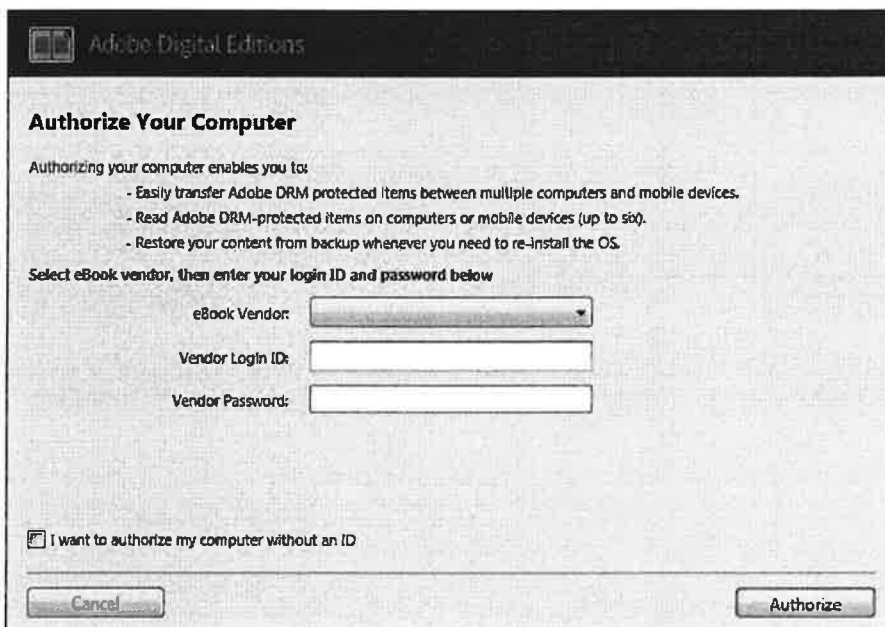 Adobe Digital Editions
Authorize Your Computer
Authorizing your computer enables you to:
- Easily transfer Adobe DRM protected items between multiple computers and mobile devices.
- Read Adobe DRM-protected items on computers or mobile devices (up to six).
- Restore your content from backup whenever you need to re-install the OS.
Select eBook vendor, then enter your login ID and password below
eBook Vendor:
Vendor Login ID:
Vendor Password:
I want to authorize my computer without an ID
Cancel
Authorize